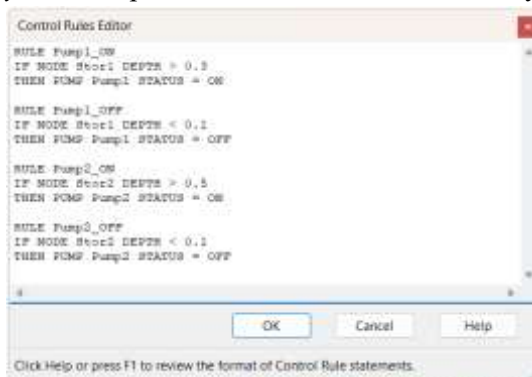 Control Rules Editor
RULE Pump1_ON
IF NODE Stor1 DEPTH >
THEN PUMP Pump1 STATUS = ON
RULE Pump1_OFF
IF NODE Stor1 DEPTH < 0.1
THEN PUMP Pump1 STATUS = OFF
RULE Pump2_ON
IF NODE Stor2 DEPTH > 0.5
THEN PUMP Pump2 STATUS = ON
RULE Pump2_OFF
IF NODE Stor2 DEPTH < 0.1
THEN PUMP Pump2 STATUS = OFF
OK
Cancel
Help
Click Help or press F1 to review the format of Control Rule statements.